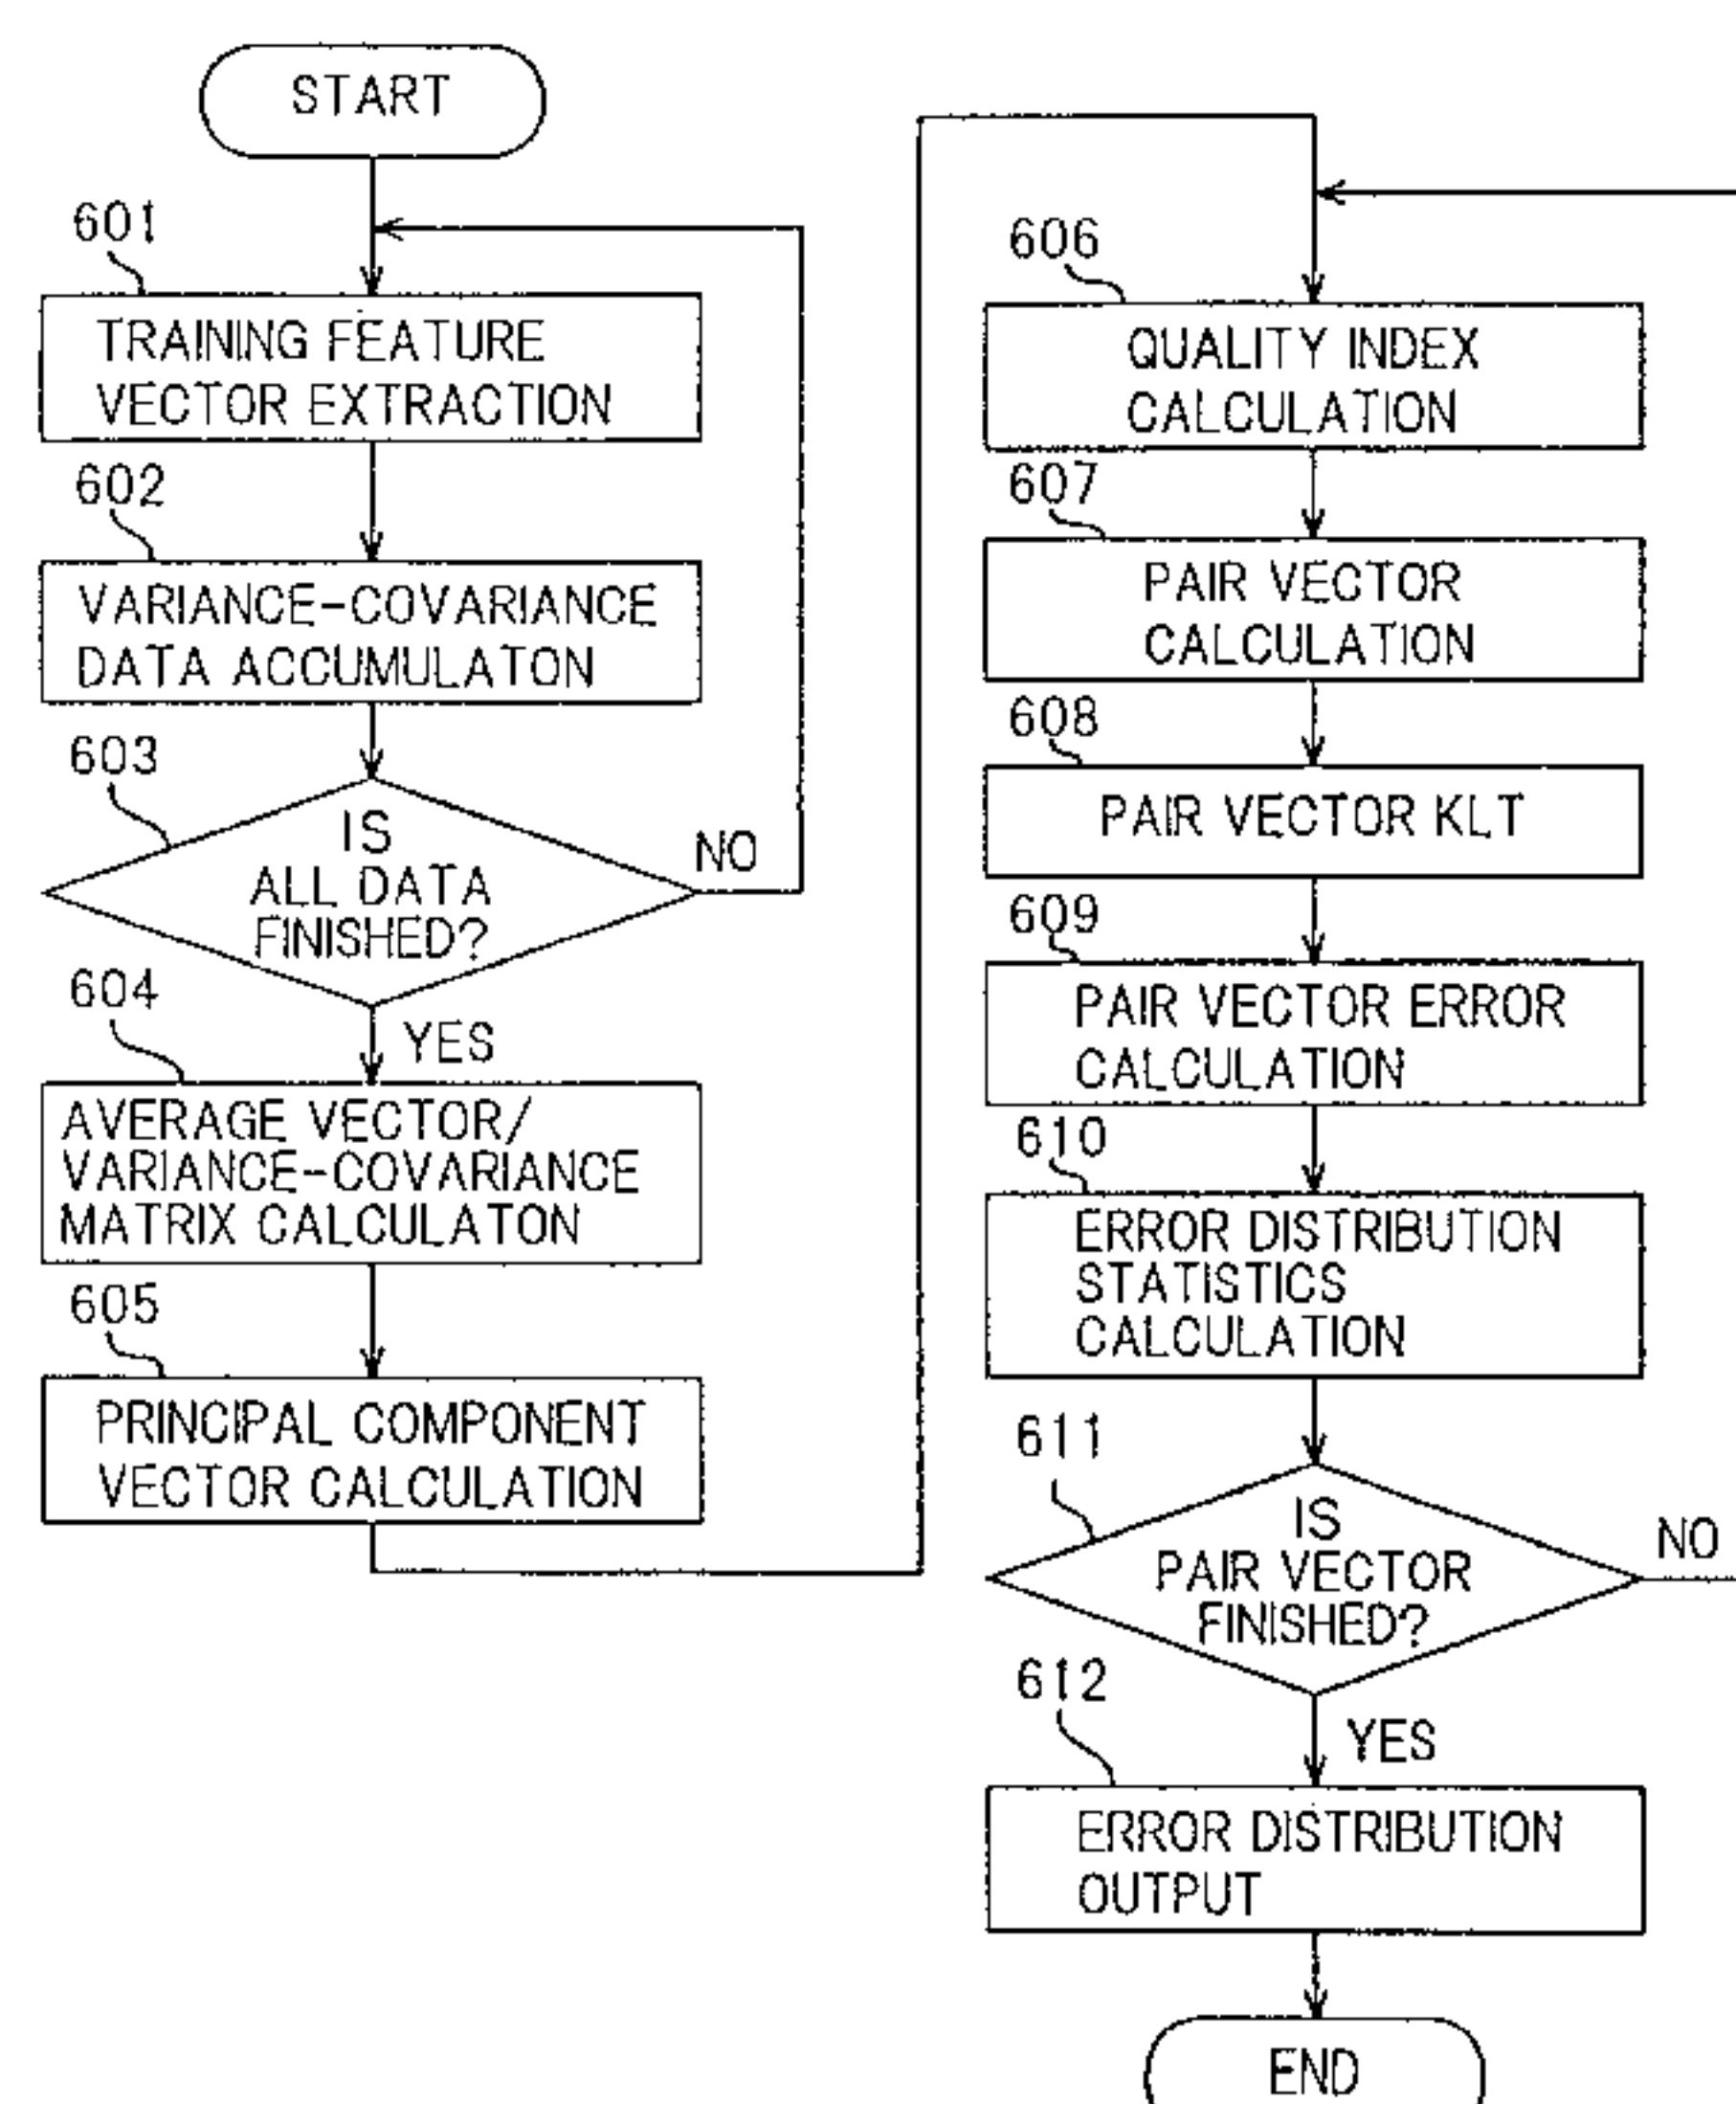 START
601
TRAINING FEATURE
VECTOR EXTRACTION
602
VARIANCE-COVARIANCE
DATA ACCUMULATON
603
IS
ALL DATA
FINISHED?
NO
YES
604
AVERAGE VECTOR/
VARIANCE-COVARIANCE
MATRIX CALCULATON
605
PRINCIPAL COMPONENT
VECTOR CALCULATION
606
QUALITY INDEX
CALCULATION
607
PAIR VECTOR
CALCULATION
608
PAIR VECTOR KLT
609
PAIR VECTOR ERROR
CALCULATION
610
ERROR DISTRIBUTION
STATISTICS
CALCULATION
611
IS
PAIR VECTOR
FINISHED?
NO
YES
612
ERROR DISTRIBUTION
OUTPUT
END